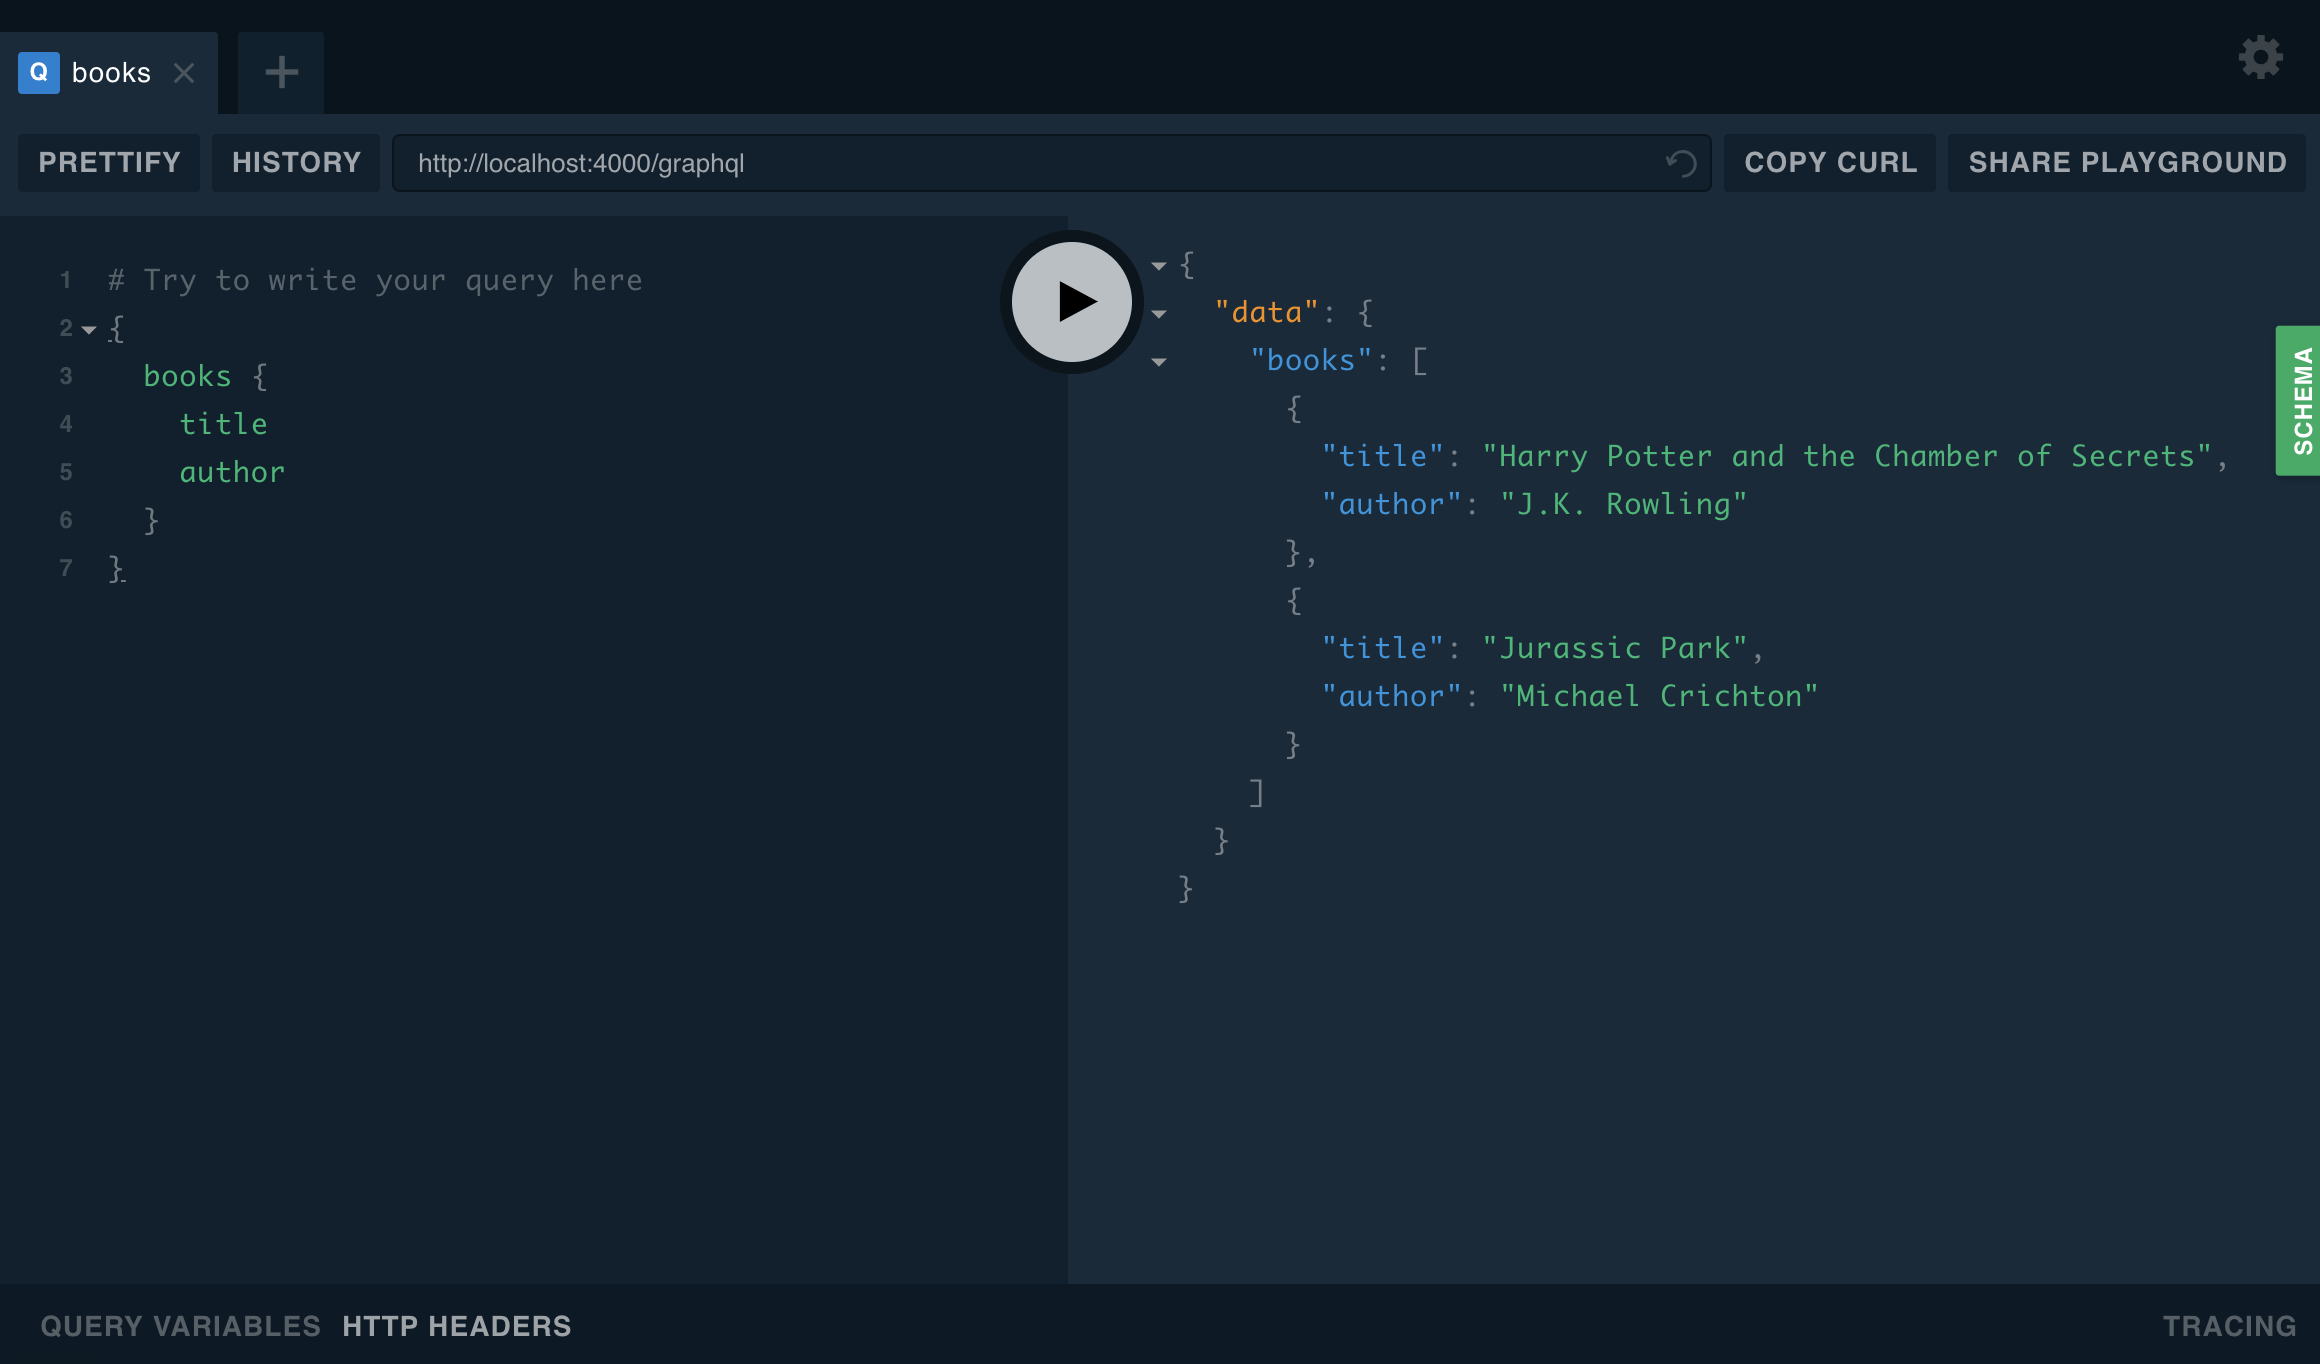 Q books
PRETTIFY HISTORY http://localhost:4000/graphql COPY CURL SHARE PLAYGROUND
1 # Try to write your query here
2 {
3   books {
4     title
5     author
6   }
7 }
{
  "data": {
    "books": [
      {
        "title": "Harry Potter and the Chamber of Secrets",
        "author": "J.K. Rowling"
      },
      {
        "title": "Jurassic Park",
        "author": "Michael Crichton"
      }
    ]
  }
}
SCHEMA
QUERY VARIABLES HTTP HEADERS TRACING